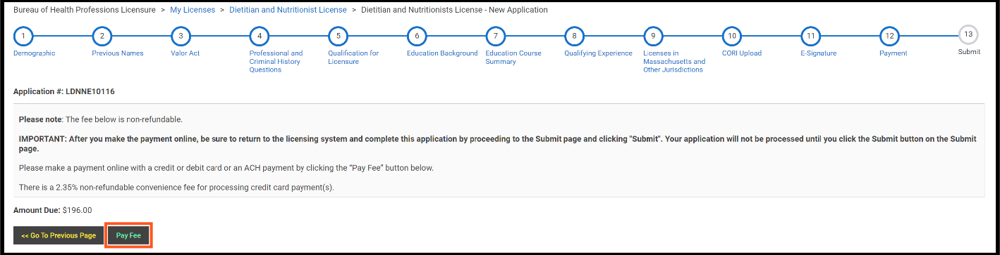 Bureau of Health Professions Licensure > My Licenses > Dietitian and Nutritionist License > Dietitian and Nutritionists License - New Application
1 2 3 4 5 6 7 8 9 10 11 12 13
Demographic Previous Names Valor Act Professional and Qualification for Education Background Education Course Qualifying Experience Licenses in CORI Upload E-Signature Payment Submit
Criminal History Licensure Summary Massachusetts and
Questions Other Jurisdictions
Application #: LDNNE10116
Please note: The fee below is non-refundable.
IMPORTANT: After you make the payment online, be sure to return to the licensing system and complete this application by proceeding to the Submit page and clicking "Submit". Your application will not be processed until you click the Submit button on the Submit
page.
Please make a payment online with a credit or debit card or an ACH payment by clicking the “Pay Fee” button below.
There is a 2.35% non-refundable convenience fee for processing credit card payment(s).
Amount Due: $196.00
<< Go To Previous Page Pay Fee